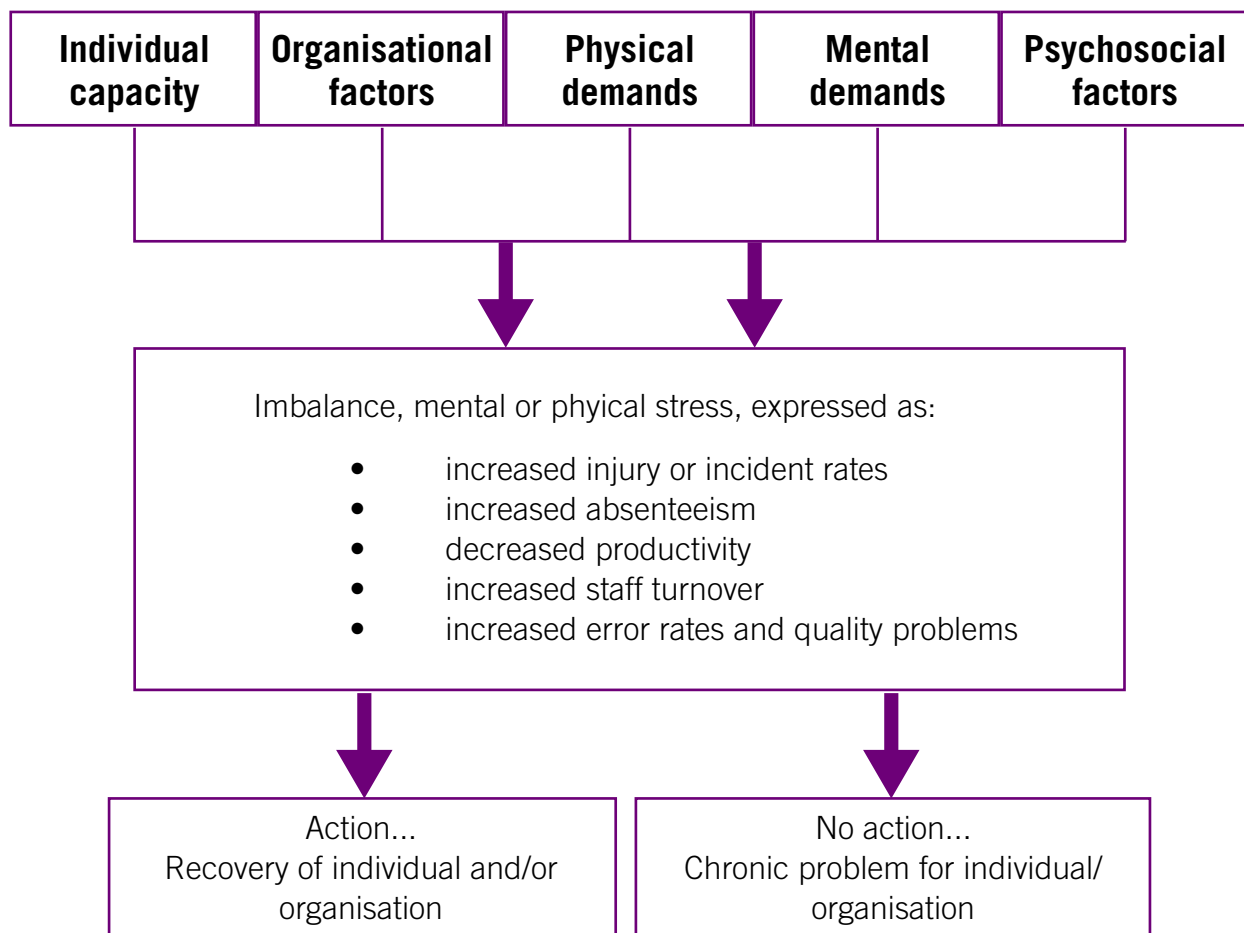 Individual
capacity
Organisational
factors
Physical
demands
Mental
demands
Psychosocial
factors
Imbalance, mental or phyical stress, expressed as:
• increased injury or incident rates
• increased absenteeism
• decreased productivity
• increased staff turnover
• increased error rates and quality problems
Action...
Recovery of individual and/or
organisation
No action...
Chronic problem for individual/
organisation